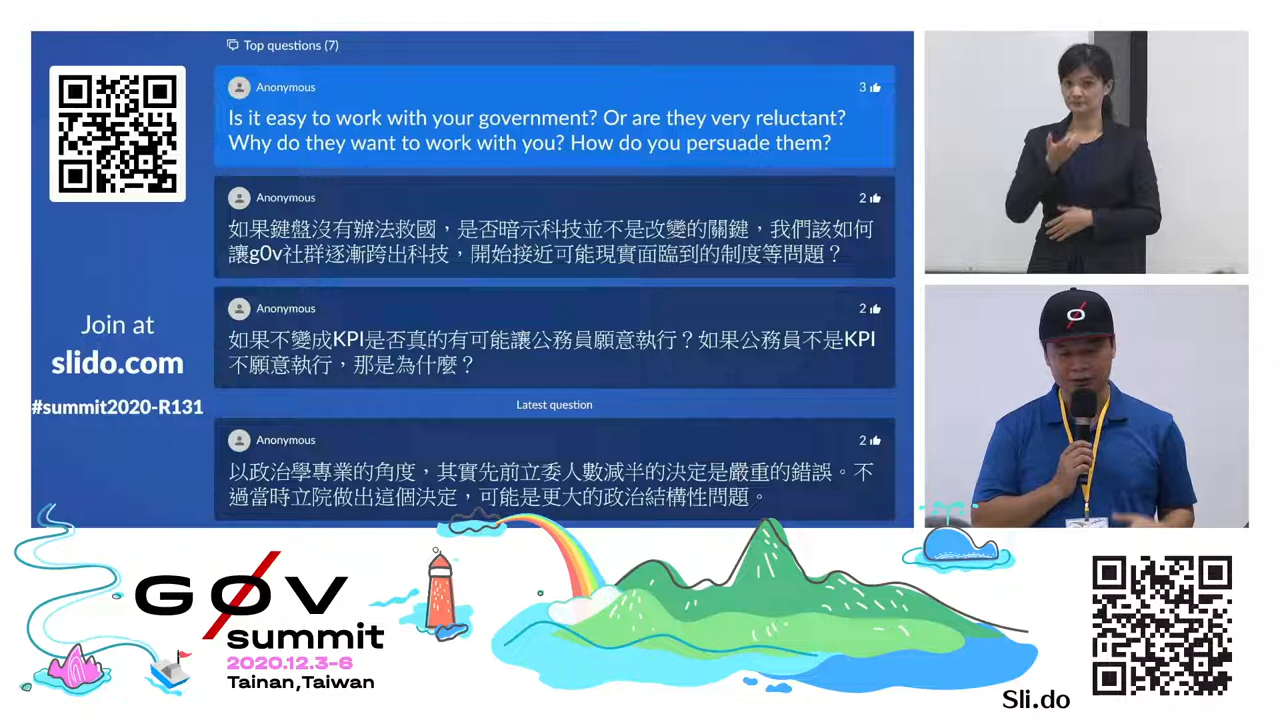 Top questions (7)
Anonymous
3
Is it easy to work with your government? Or are they very reluctant?
Why do they want to work with you? How do you persuade them?
Anonymous
2
如果鍵盤沒有辦法救國，是否暗示科技並不是改變的關鍵，我們該如何
讓g0v社群逐漸跨出科技，開始接近可能現實面臨到的制度等問題？
Anonymous
2
如果不變成KPI是否真的有可能讓公務員願意執行？如果公務員不是KPI
不願意執行，那是為什麼？
Latest question
Anonymous
2
以政治學專業的角度，其實先前立委人數減半的決定是嚴重的錯誤。不
過當時立院做出這個決定，可能是更大的政治結構性問題。
Join at
slido.com
#summit2020-R131
G0V
summit
2020.12.3-6
Tainan,Taiwan
Sli.do